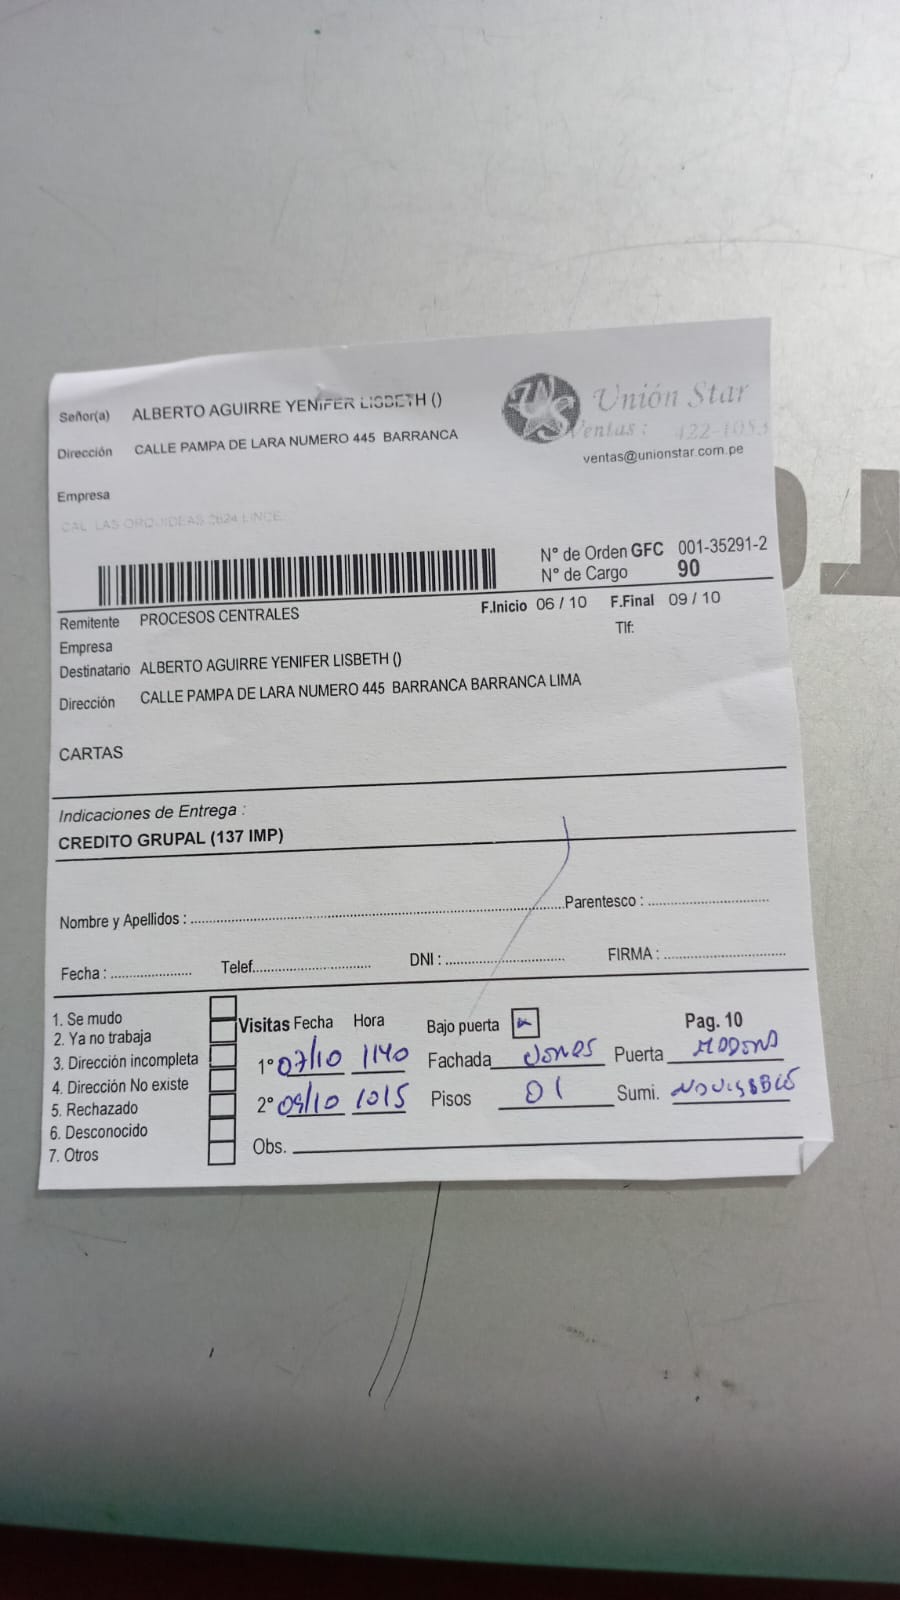 Señor(a) ALBERTO AGUIRRE YENIFER LISBETH ()
Unión Star
Dirección CALLE PAMPA DE LARA NUMERO 445 BARRANCA
Ventas : 422-1053
ventas@unionstar.com.pe
Empresa
CAL LAS ORQUIDEAS 2624 LINCE
N° de Orden GFC 001-35291-2
N° de Cargo 90
Remitente PROCESOS CENTRALES
F.Inicio 06 / 10 F.Final 09 / 10
Empresa
Tlf:
Destinatario ALBERTO AGUIRRE YENIFER LISBETH ()
Dirección CALLE PAMPA DE LARA NUMERO 445 BARRANCA BARRANCA LIMA
CARTAS
Indicaciones de Entrega :
CREDITO GRUPAL (137 IMP)
Nombre y Apellidos : Parentesco :
Fecha : Telef. DNI : FIRMA :
1. Se mudo
2. Ya no trabaja
3. Dirección incompleta
4. Dirección No existe
5. Rechazado
6. Desconocido
7. Otros
Visitas Fecha Hora Bajo puerta Pag. 10
1° 07/10 1140 Fachada Puerta
2° 09/10 1015 Pisos 01 Sumi.
Obs.